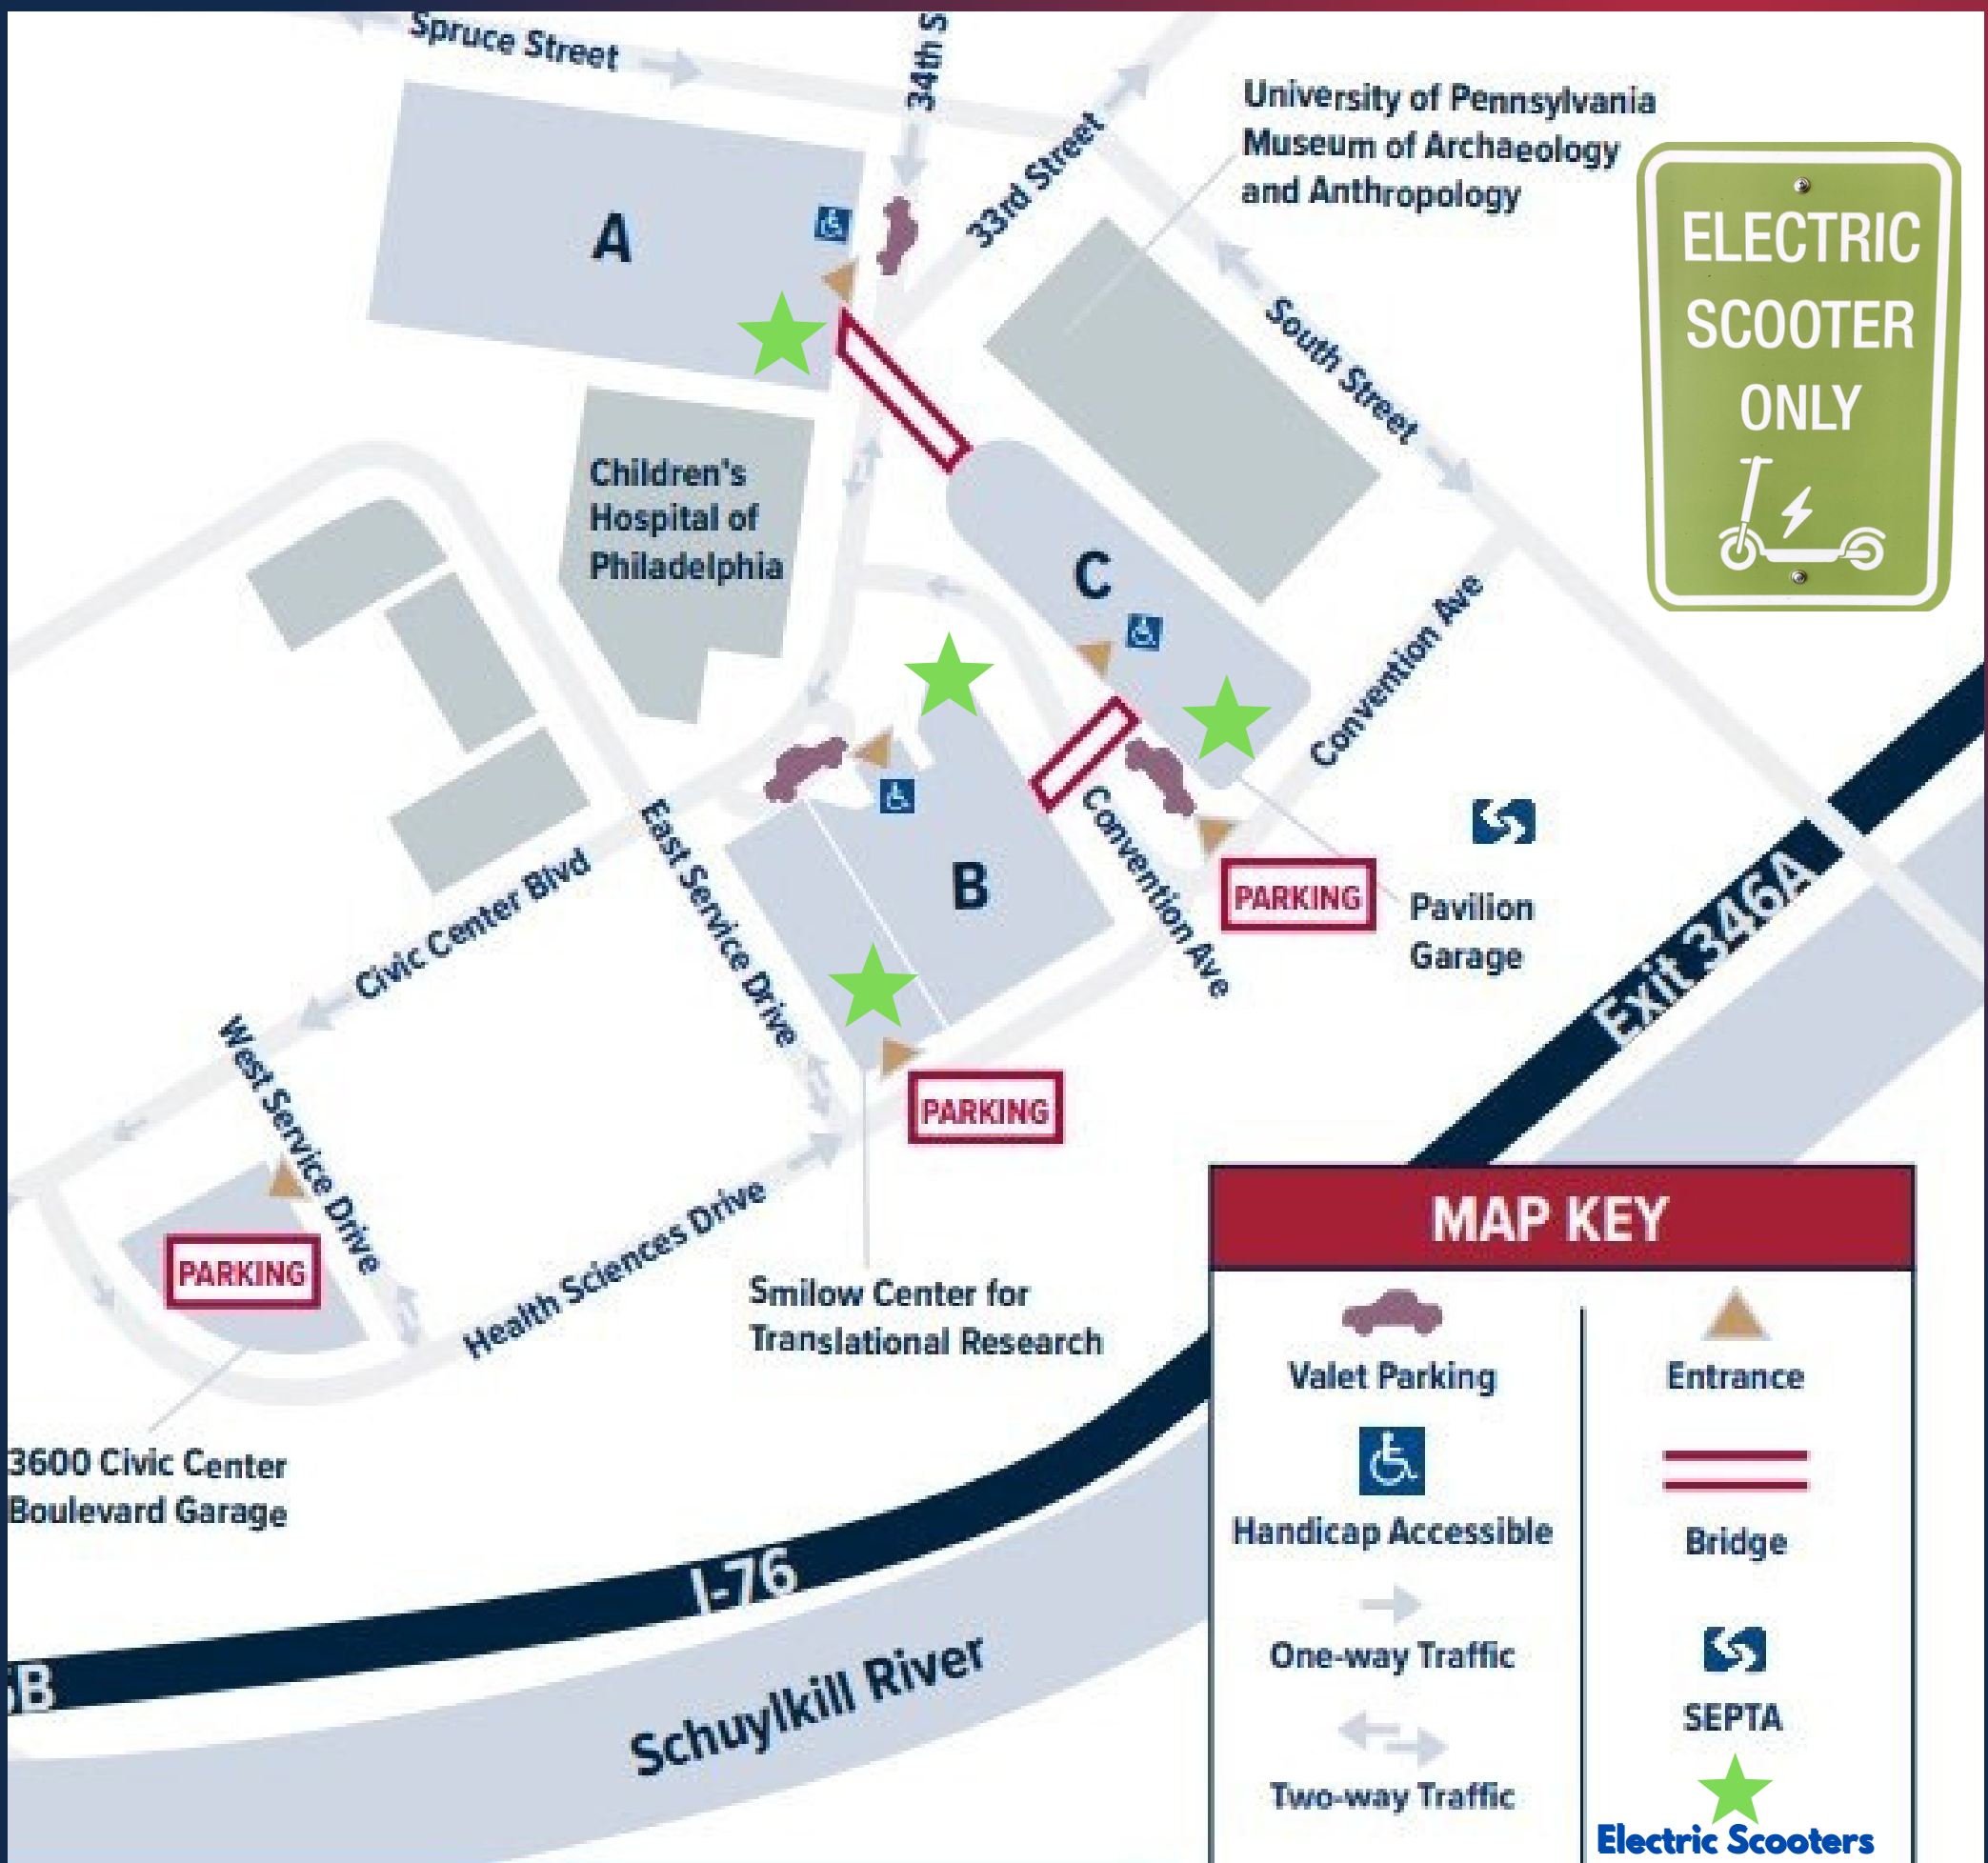 Spruce Street
34th S
33rd Street
University of Pennsylvania
Museum of Archaeology
and Anthropology
ELECTRIC
SCOOTER
ONLY
A
South Street
Children's
Hospital of
Philadelphia
C
Convention Ave
B
East Service Drive
Convention Ave
PARKING
Pavilion
Garage
Exit 346A
Civic Center Blvd
West Service Drive
PARKING
PARKING
Health Sciences Drive
Smilow Center for
Translational Research
3600 Civic Center
Boulevard Garage
I-76
B
Schuylkill River
MAP KEY
Valet Parking
Entrance
Handicap Accessible
Bridge
One-way Traffic
SEPTA
Two-way Traffic
Electric Scooters